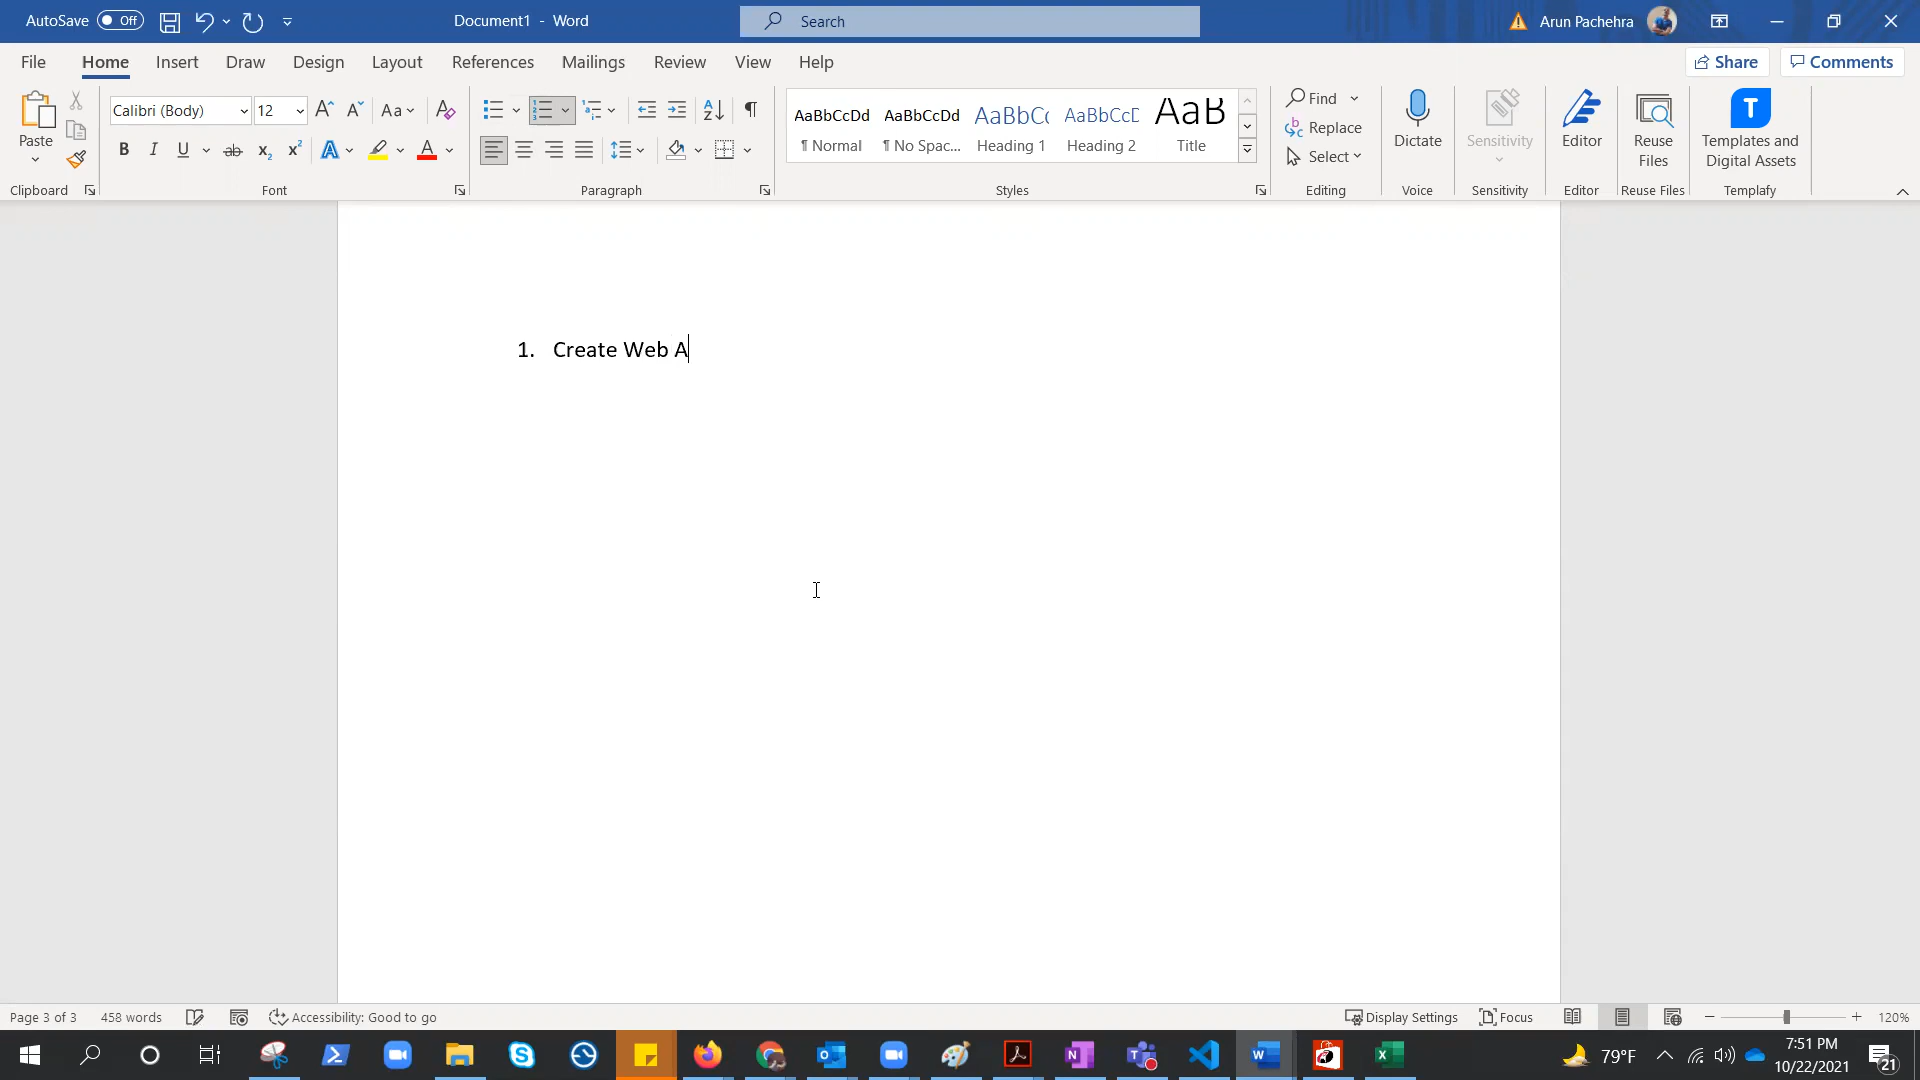 AutoSave Off Document1 - Word Search Arun Pachehra
File Home Insert Draw Design Layout References Mailings Review View Help Share Comments
Calibri (Body) 12 Aa
Paste
B I U ab x₂ x² A A
AaBbCcDd AaBbCcDd AaBbCc AaBbCcD AaB
¶ Normal ¶ No Spac... Heading 1 Heading 2 Title
Find
Replace
Select
Dictate Sensitivity Editor Reuse Files Templates and Digital Assets
Clipboard Font Paragraph Styles Editing Voice Sensitivity Editor Reuse Files Templafy
1. Create Web A
Page 3 of 3 458 words Accessibility: Good to go Display Settings Focus 120%
79°F 7:51 PM
10/22/2021
21